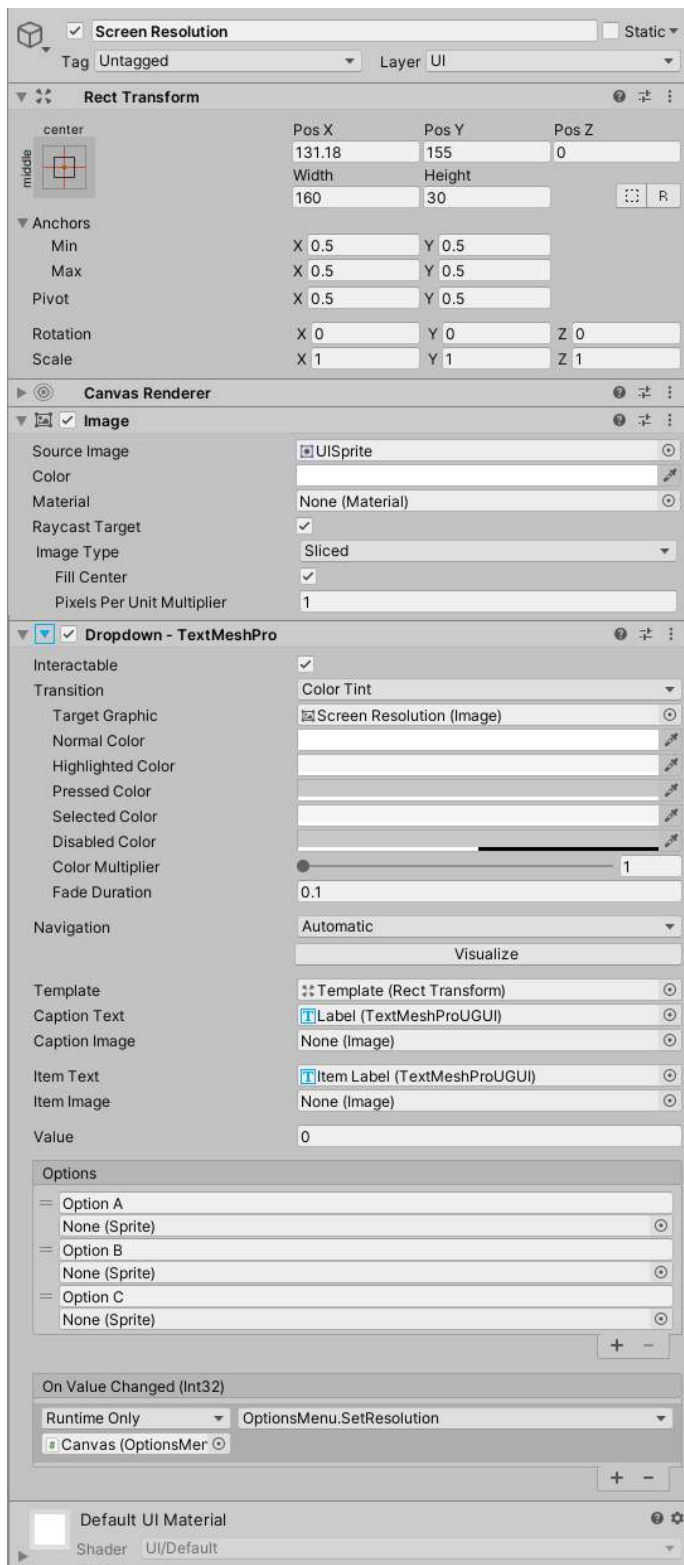 Screen Resolution Static
Tag Untagged Layer UI
Rect Transform
center Pos X Pos Y Pos Z
middle 131.18 155 0
Width Height
160 30 R
Anchors
Min X 0.5 Y 0.5
Max X 0.5 Y 0.5
Pivot X 0.5 Y 0.5
Rotation X 0 Y 0 Z 0
Scale X 1 Y 1 Z 1
Canvas Renderer
Image
Source Image UISprite
Color
Material None (Material)
Raycast Target
Image Type Sliced
Fill Center
Pixels Per Unit Multiplier 1
Dropdown - TextMeshPro
Interactable
Transition Color Tint
Target Graphic Screen Resolution (Image)
Normal Color
Highlighted Color
Pressed Color
Selected Color
Disabled Color
Color Multiplier 1
Fade Duration 0.1
Navigation Automatic
Visualize
Template Template (Rect Transform)
Caption Text Label (TextMeshProUGUI)
Caption Image None (Image)
Item Text Item Label (TextMeshProUGUI)
Item Image None (Image)
Value 0
Options
Option A
None (Sprite)
Option B
None (Sprite)
Option C
None (Sprite)
On Value Changed (Int32)
Runtime Only OptionsMenu.SetResolution
Canvas (OptionsMer
Default UI Material
Shader UI/Default